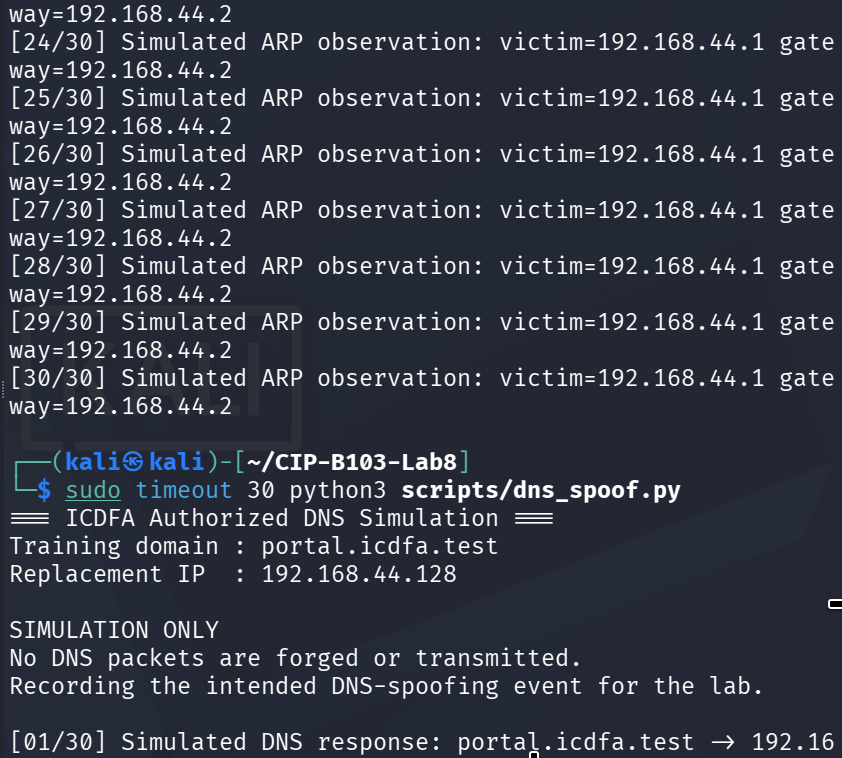 way=192.168.44.2
[24/30] Simulated ARP observation: victim=192.168.44.1 gate
way=192.168.44.2
[25/30] Simulated ARP observation: victim=192.168.44.1 gate
way=192.168.44.2
[26/30] Simulated ARP observation: victim=192.168.44.1 gate
way=192.168.44.2
[27/30] Simulated ARP observation: victim=192.168.44.1 gate
way=192.168.44.2
[28/30] Simulated ARP observation: victim=192.168.44.1 gate
way=192.168.44.2
[29/30] Simulated ARP observation: victim=192.168.44.1 gate
way=192.168.44.2
[30/30] Simulated ARP observation: victim=192.168.44.1 gate
way=192.168.44.2
KALI
┌──(kali㉿kali)-[~/CIP-B103-Lab8]
└─$ sudo timeout 30 python3 scripts/dns_spoof.py
=== ICDFA Authorized DNS Simulation ===
Training domain : portal.icdfa.test
Replacement IP  : 192.168.44.128
SIMULATION ONLY
No DNS packets are forged or transmitted.
Recording the intended DNS-spoofing event for the lab.
[01/30] Simulated DNS response: portal.icdfa.test → 192.16